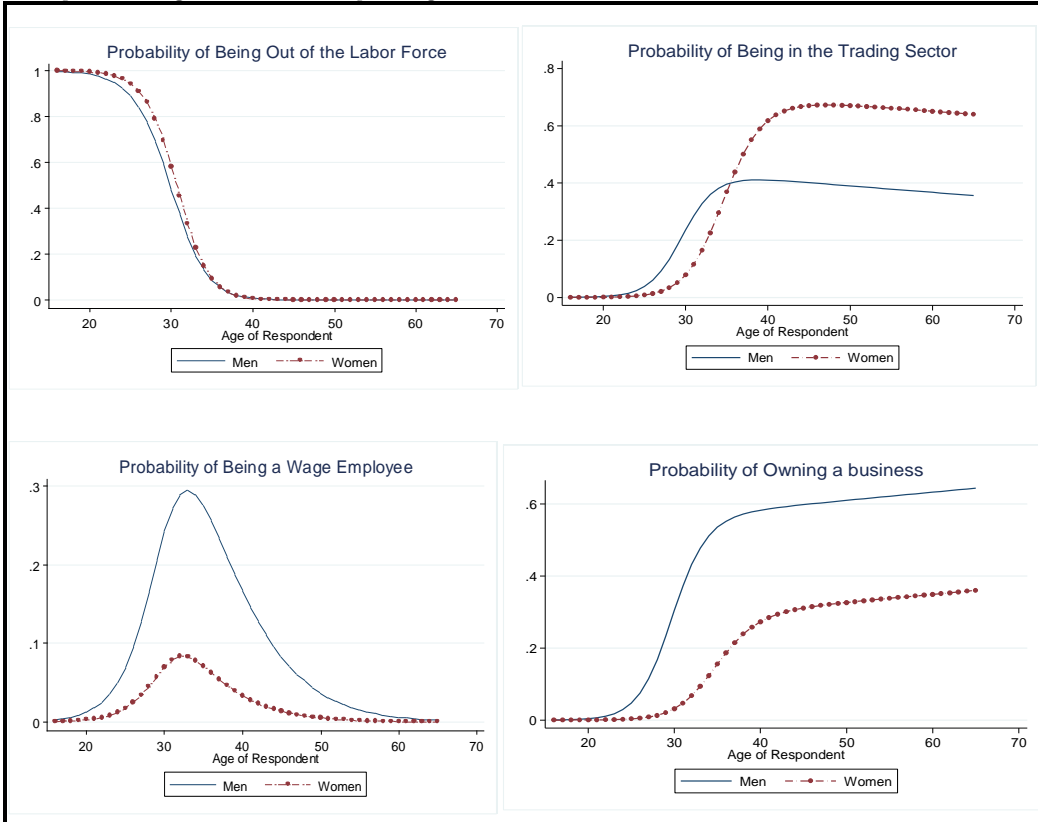 Probability of Being Out of the Labor Force
1
.8
.6
.4
.2
0
20 30 40 50 60 70
Age of Respondent
Men Women
Probability of Being in the Trading Sector
.8
.6
.4
.2
0
20 30 40 50 60 70
Age of Respondent
Men Women
Probability of Being a Wage Employee
.3
.2
.1
0
20 30 40 50 60 70
Age of Respondent
Men Women
Probability of Owning a business
.6
.4
.2
0
20 30 40 50 60 70
Age of Respondent
Men Women